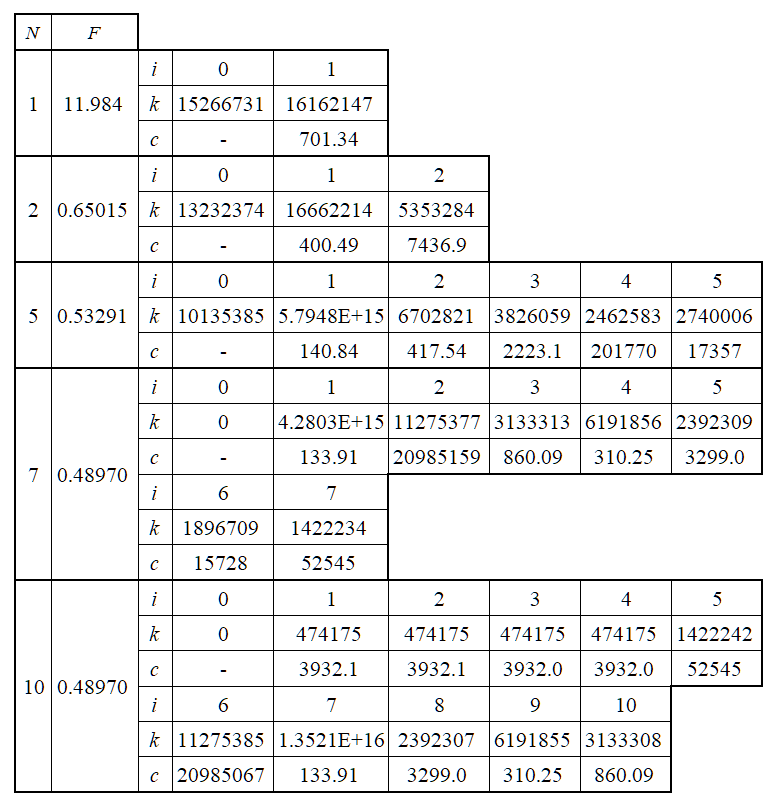 N F
i 0 1
1 11.984 k 15266731 16162147
c - 701.34
i 0 1 2
2 0.65015 k 13232374 16662214 5353284
c - 400.49 7436.9
i 0 1 2 3 4 5
5 0.53291 k 10135385 5.7948E+15 6702821 3826059 2462583 2740006
c - 140.84 417.54 2223.1 201770 17357
i 0 1 2 3 4 5
k 0 4.2803E+15 11275377 3133313 6191856 2392309
c - 133.91 20985159 860.09 310.25 3299.0
7 0.48970
i 6 7
k 1896709 1422234
c 15728 52545
i 0 1 2 3 4 5
k 0 474175 474175 474175 474175 1422242
c - 3932.1 3932.1 3932.0 3932.0 52545
10 0.48970
i 6 7 8 9 10
k 11275385 1.3521E+16 2392307 6191855 3133308
c 20985067 133.91 3299.0 310.25 860.09